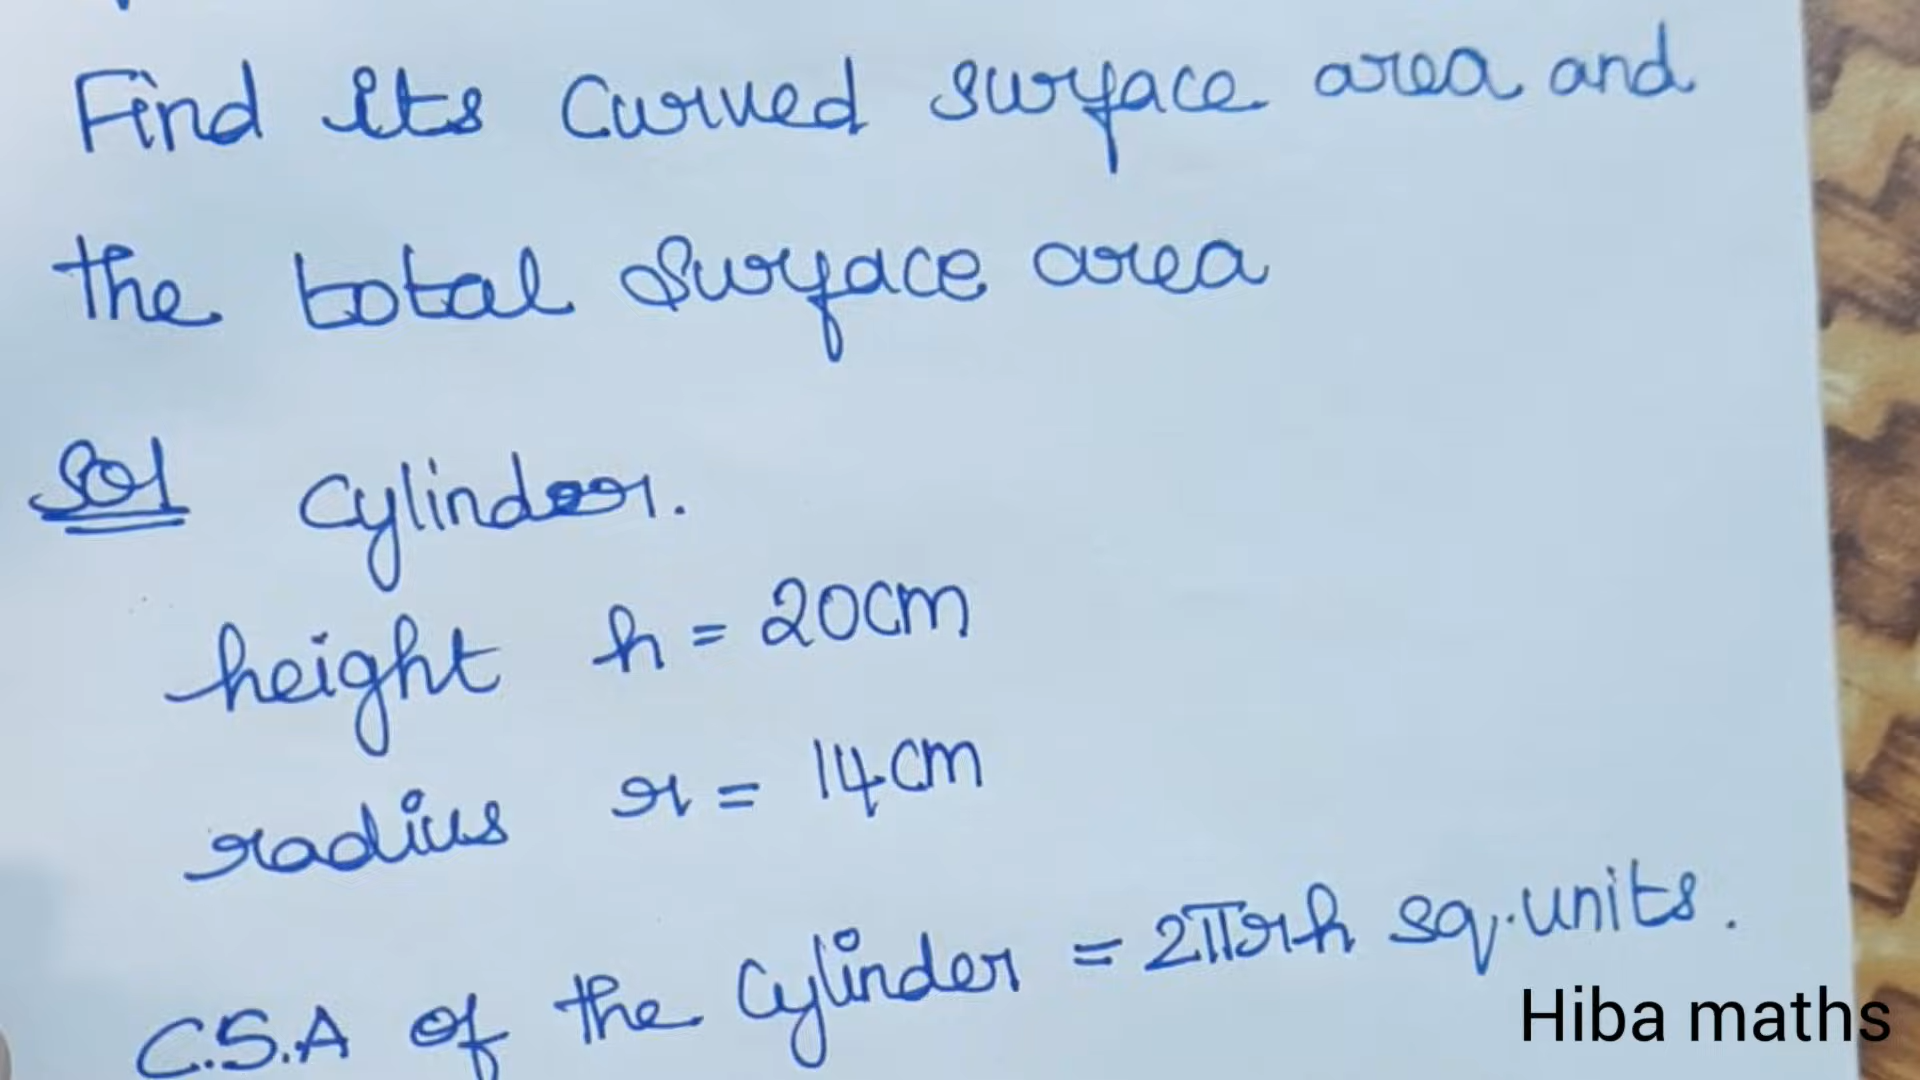 Find its Curved surface area and
the total surface area
Sol Cylinder.
height h = 20cm
radius r = 14cm
C.S.A of the Cylinder = 2πrh sq.units.
Hiba maths